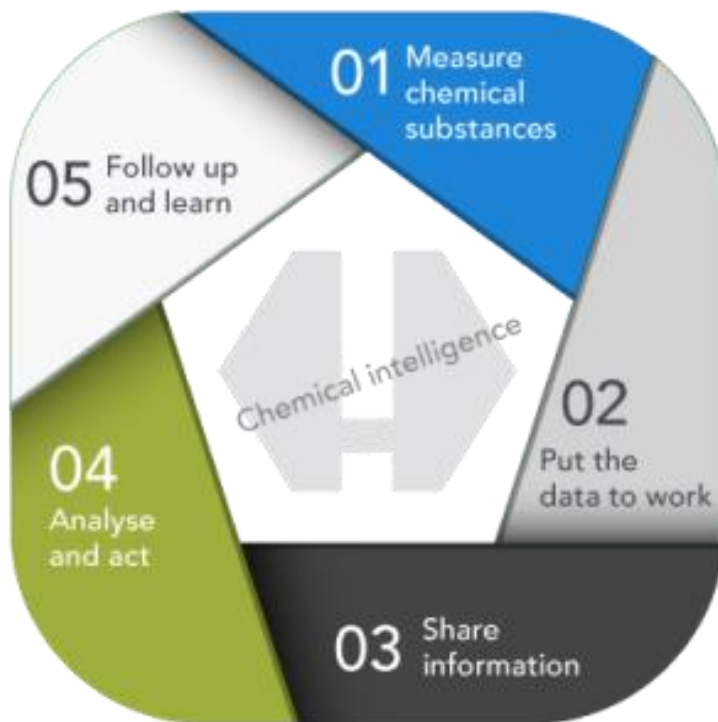 01
Measure
chemical
substances
02
Put the
data to work
03
Share
information
04
Analyse
and act
05
Follow up
and learn
Chemical intelligence